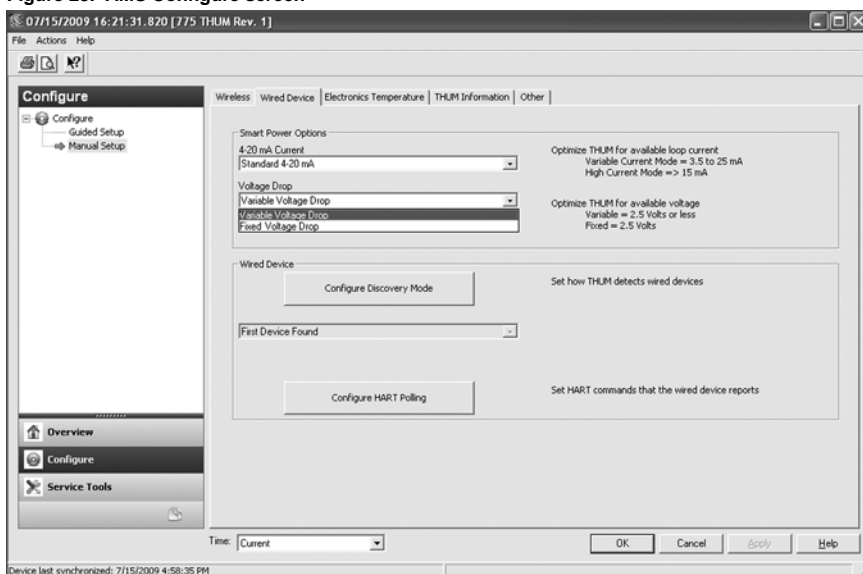 07/15/2009 16:21:31.820 [775 THUM Rev. 1]
File Actions Help
Configure
Configure
Guided Setup
Manual Setup
Overview
Configure
Service Tools
Wireless Wired Device Electronics Temperature THUM Information Other
Smart Power Options
4-20 mA Current
Standard 4-20 mA
Optimize THUM for available loop current
Variable Current Mode = 3.5 to 25 mA
High Current Mode => 15 mA
Voltage Drop
Variable Voltage Drop
Variable Voltage Drop
Fixed Voltage Drop
Optimize THUM for available voltage
Variable = 2.5 Volts or less
Fixed = 2.5 Volts
Wired Device
Configure Discovery Mode
Set how THUM detects wired devices
First Device Found
Configure HART Polling
Set HART commands that the wired device reports
Time: Current
OK Cancel Apply Help
Device last synchronized: 7/15/2009 4:58:35 PM